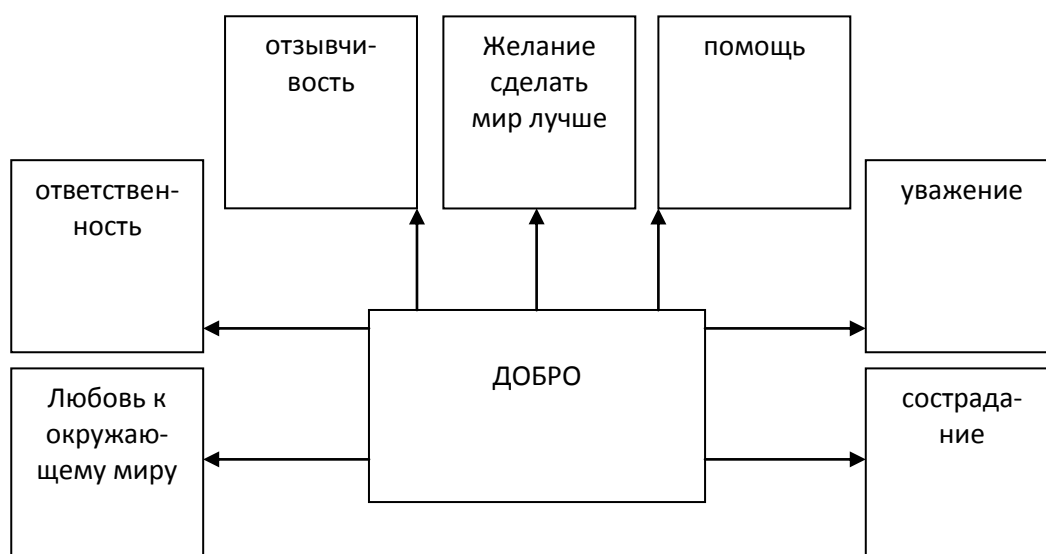 отзывчи-
вость
Желание
сделать
мир лучше
помощь
ответствен-
ность
уважение
ДОБРО
Любовь к
окружаю-
щему миру
сострада-
ние